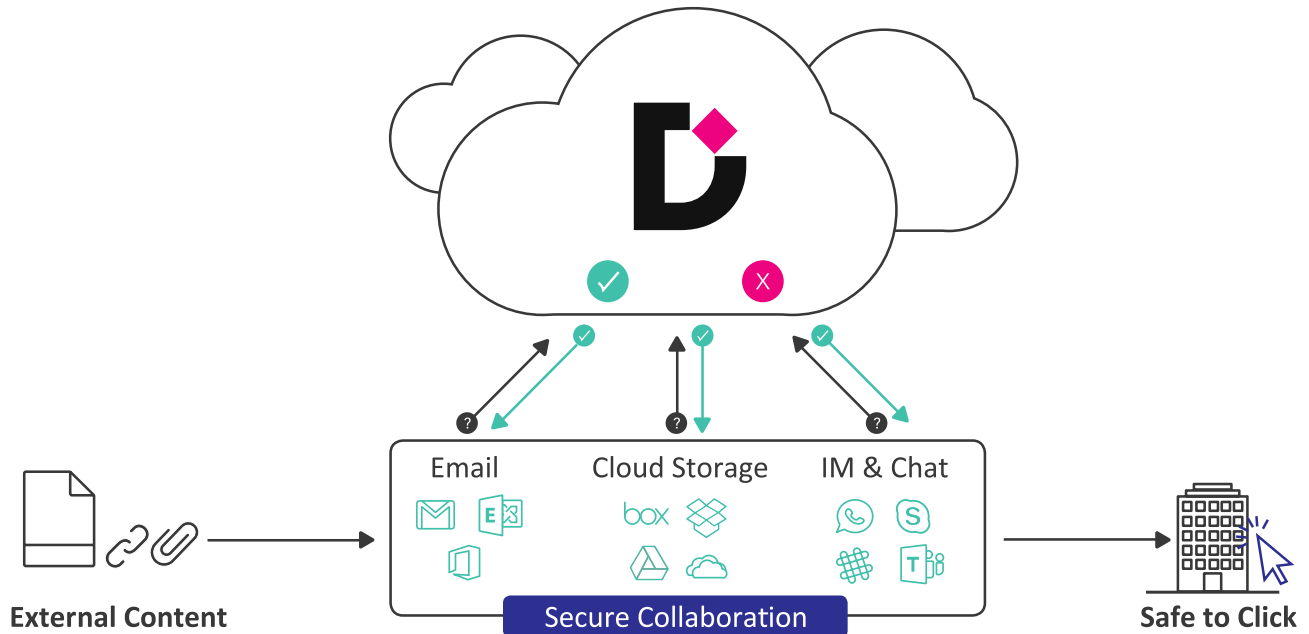 D
X
? ? ?
Email Cloud Storage IM & Chat
E box S
T
External Content Secure Collaboration Safe to Click